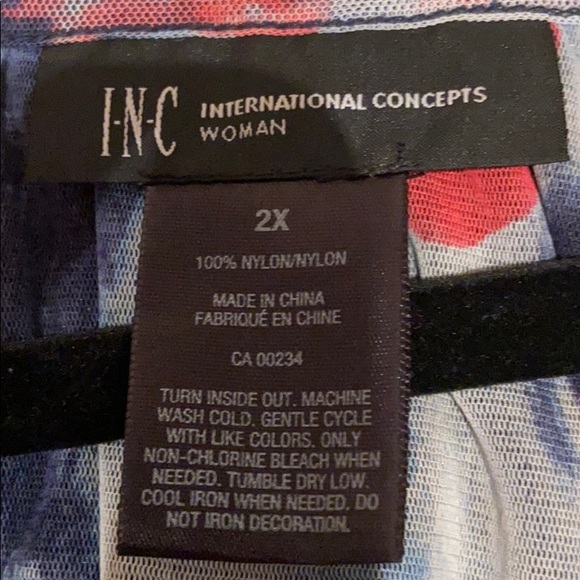 I·N·C INTERNATIONAL CONCEPTS
WOMAN
2X
100% NYLON/NYLON
MADE IN CHINA
FABRIQUÉ EN CHINE
CA 00234
TURN INSIDE OUT. MACHINE
WASH COLD. GENTLE CYCLE
WITH LIKE COLORS. ONLY
NON-CHLORINE BLEACH WHEN
NEEDED. TUMBLE DRY LOW.
COOL IRON WHEN NEEDED. DO
NOT IRON DECORATION.